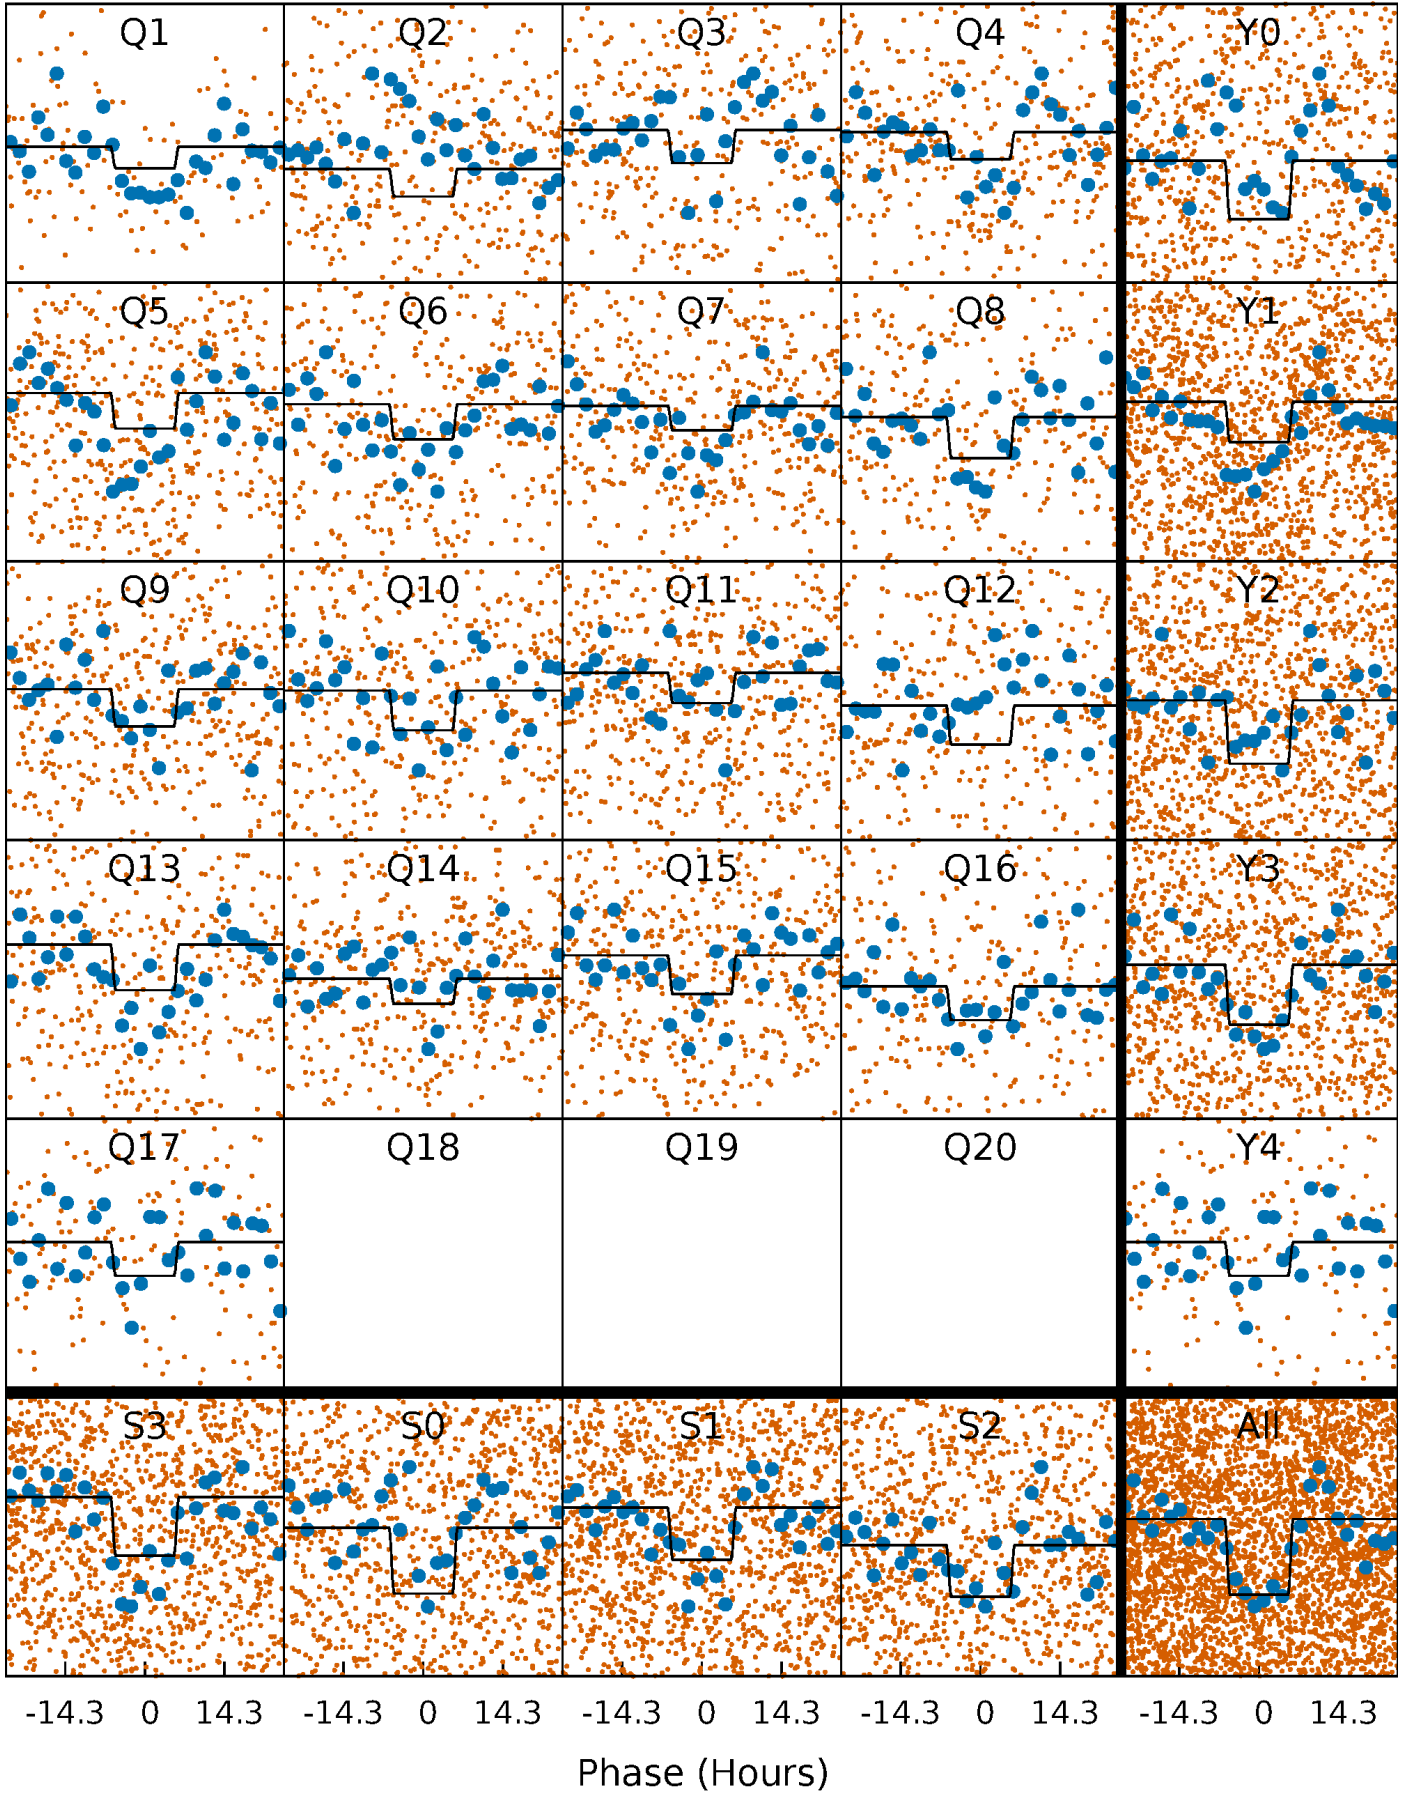 Q1 Q2 Q3 Q4 Y0
Q5 Q6 Q7 Q8 Y1
Q9 Q10 Q11 Q12 Y2
Q13 Q14 Q15 Q16 Y3
Q17 Q18 Q19 Q20 Y4
S3 S0 S1 S2 All
-14.3 0 14.3 -14.3 0 14.3 -14.3 0 14.3 -14.3 0 14.3 -14.3 0 14.3
Phase (Hours)